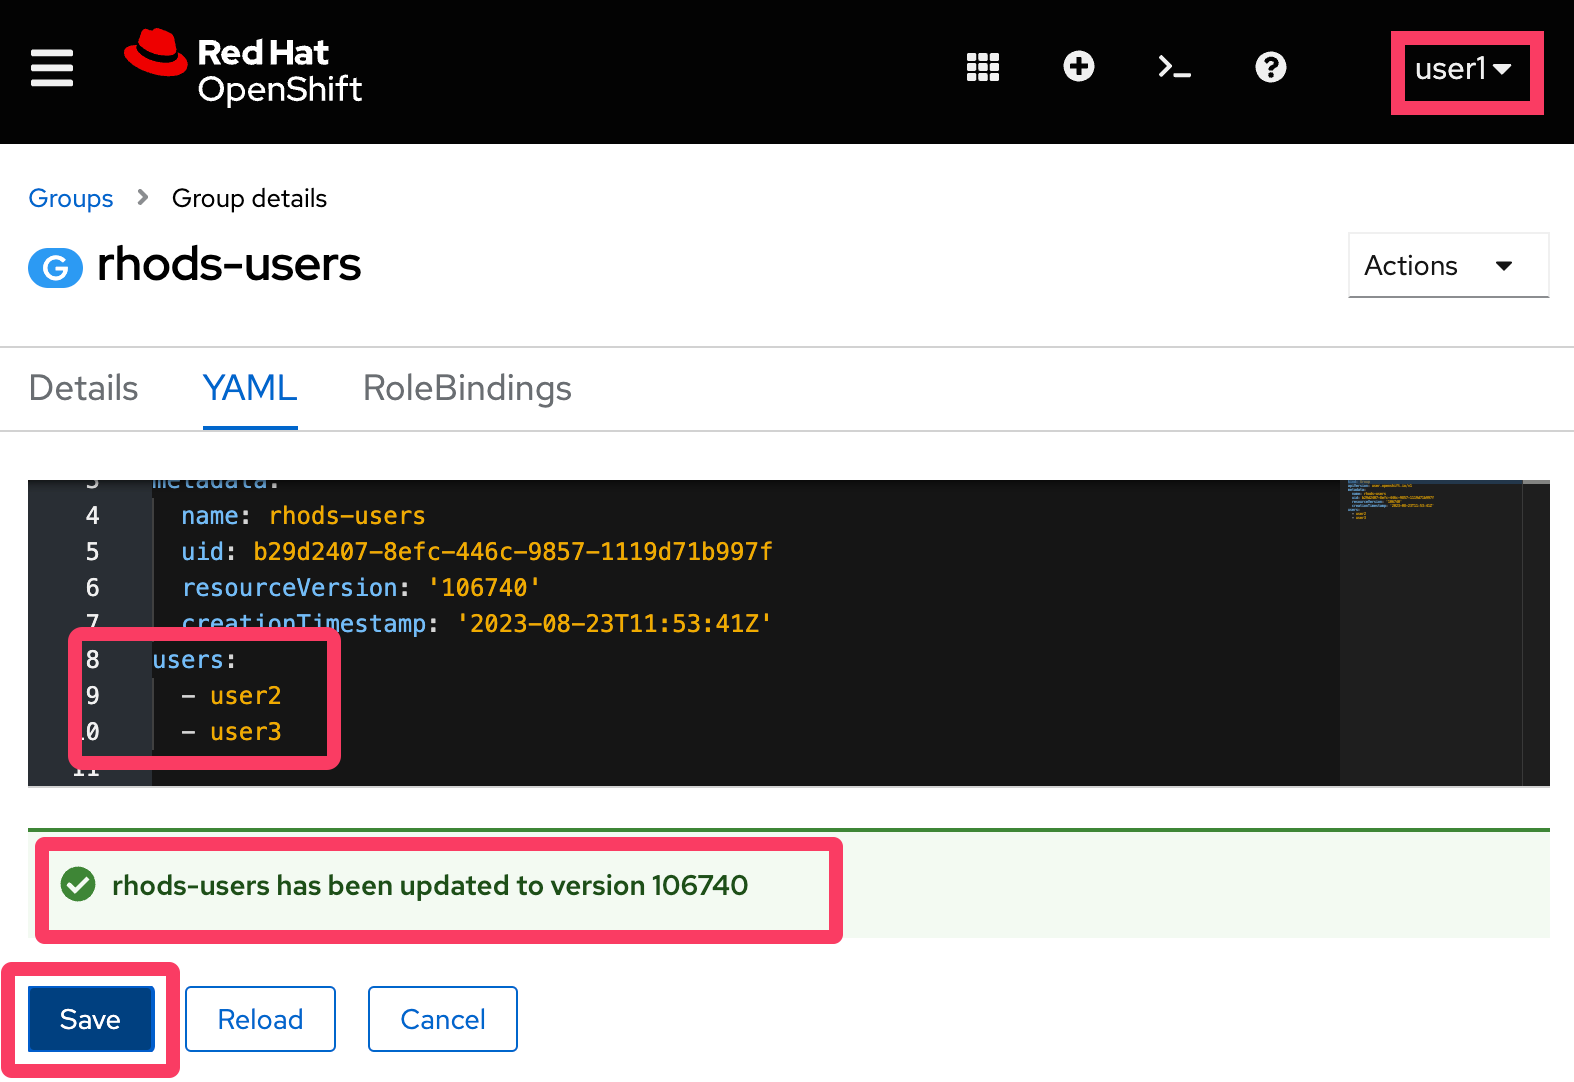 Red Hat
OpenShift
user1
Groups > Group details
G rhods-users
Actions
Details YAML RoleBindings
3 metadata:
4 name: rhods-users
5 uid: b29d2407-8efc-446c-9857-1119d71b997f
6 resourceVersion: '106740'
7 creationTimestamp: '2023-08-23T11:53:41Z'
8 users:
9 - user2
10 - user3
11
rhods-users has been updated to version 106740
Save Reload Cancel